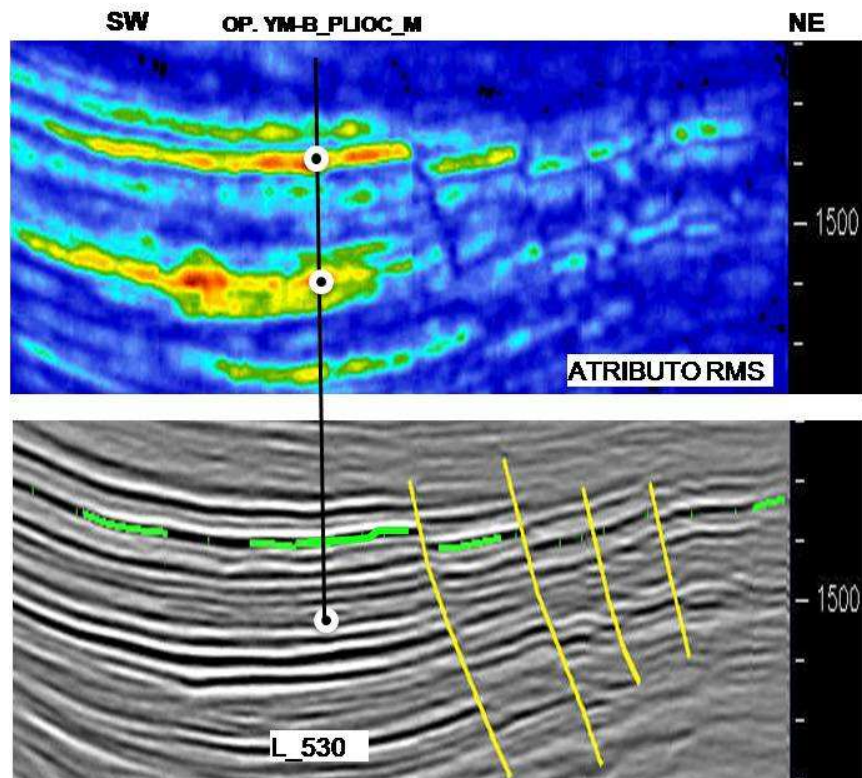 SW
OP. YM-B_PLIOC_M
NE
1500
ATRIBUTO RMS
1500
L_530